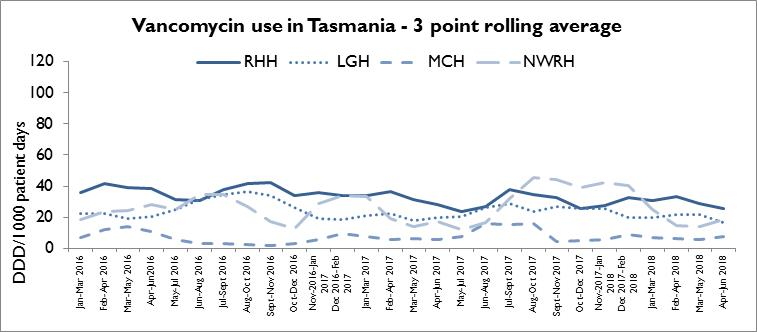 Vancomycin use in Tasmania - 3 point rolling average
RHH LGH MCH NWRH
DDD/1000 patient days
120
100
80
60
40
20
0
Jan-Mar 2016
Feb-Apr 2016
Mar-May 2016
Apr-Jun2016
May-Jul 2016
Jun-Aug 2016
Jul-Sept 2016
Aug-Oct 2016
Sept-Nov 2016
Oct-Dec 2016
Nov-2016-Jan
2017
Dec 2016-Feb
2017
Jan-Mar 2017
Feb-Apr 2017
Mar-May 2017
Apr-Jun 2017
May-Jul 2017
Jun-Aug 2017
Jul-Sept 2017
Aug-Oct 2017
Sept-Nov 2017
Oct-Dec 2017
Nov-2017-Jan
2018
Dec 2017-Feb
2018
Jan-Mar 2018
Feb-Apr 2018
Mar-May 2018
Apr-Jun 2018